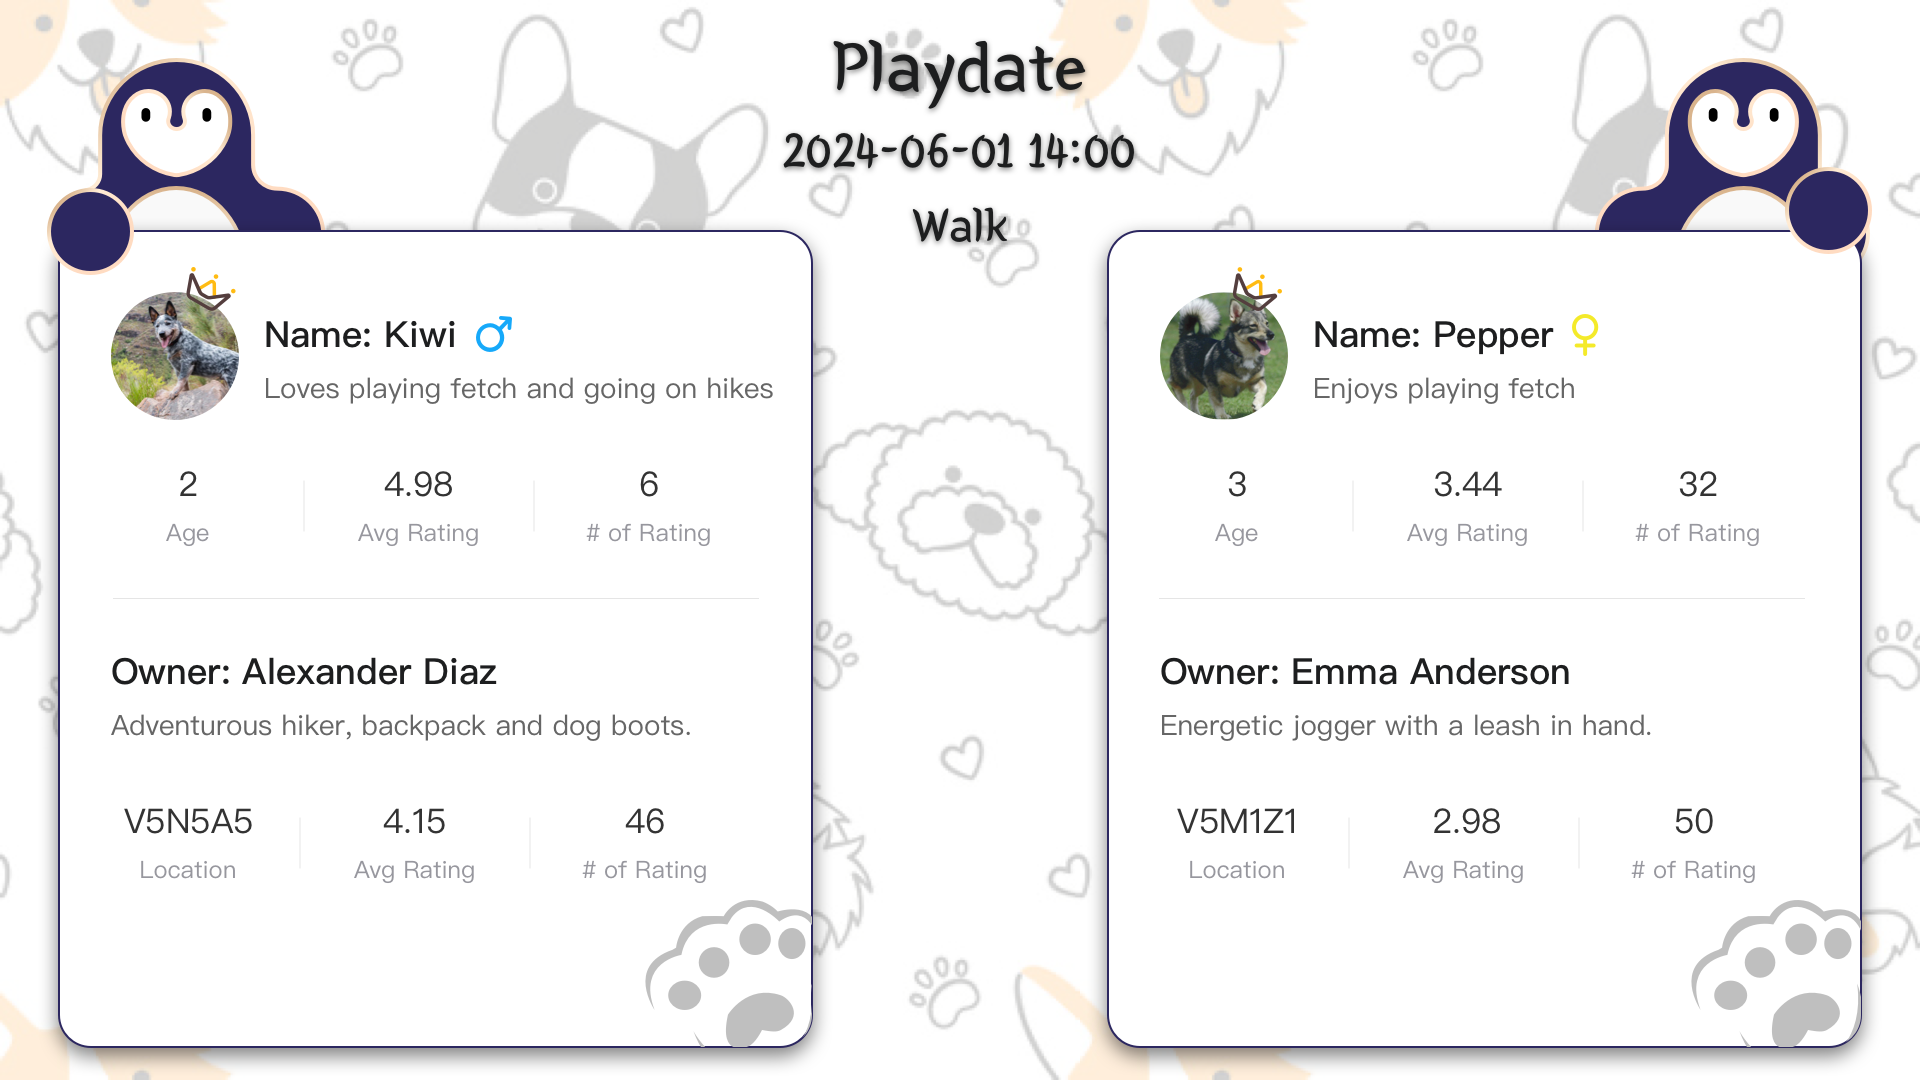 Playdate
2024-06-01 14:00
Walk
Name: Kiwi
Loves playing fetch and going on hikes
2
4.98
6
Age
Avg Rating
# of Rating
Owner: Alexander Diaz
Adventurous hiker, backpack and dog boots.
V5N5A5
4.15
46
Location
Avg Rating
# of Rating
Name: Pepper
Enjoys playing fetch
3
3.44
32
Age
Avg Rating
# of Rating
Owner: Emma Anderson
Energetic jogger with a leash in hand.
V5M1Z1
2.98
50
Location
Avg Rating
# of Rating